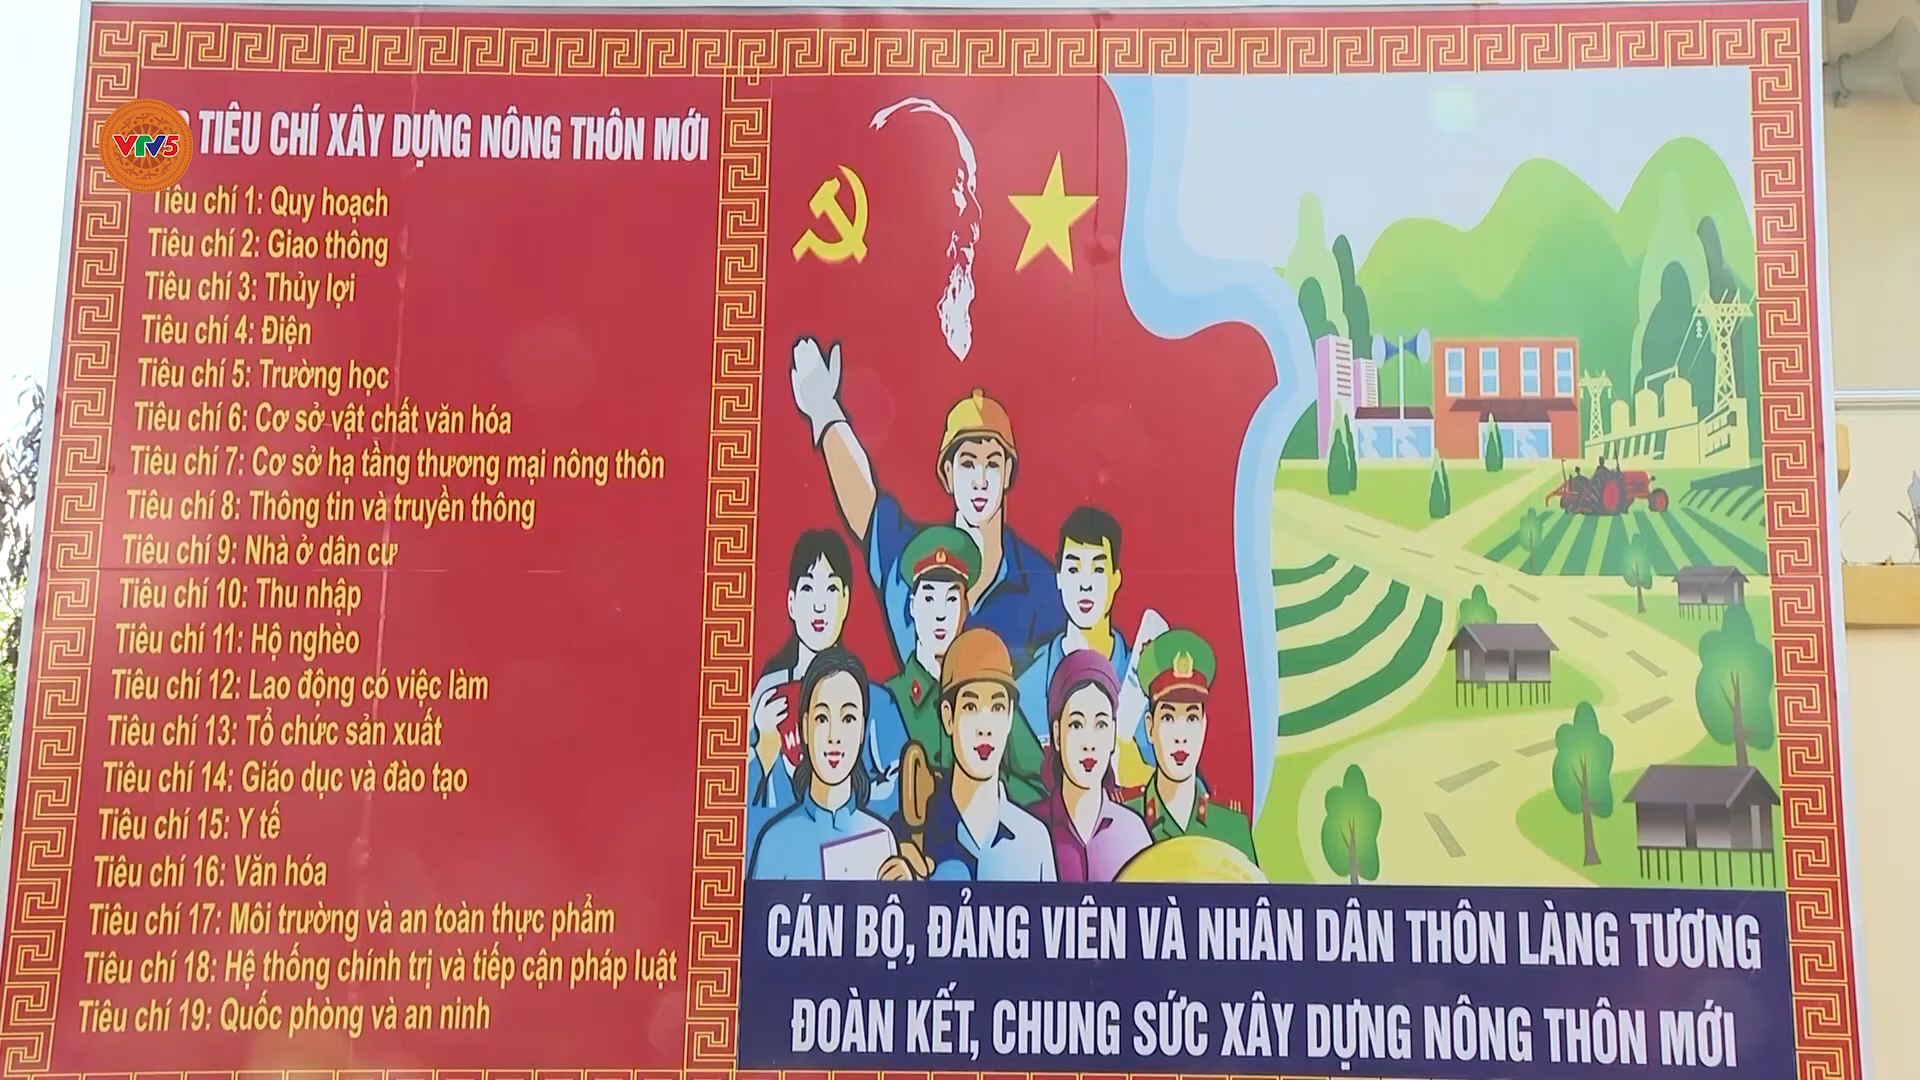 VTV5
TIÊU CHÍ XÂY DỰNG NÔNG THÔN MỚI
Tiêu chí 1: Quy hoạch
Tiêu chí 2: Giao thông
Tiêu chí 3: Thủy lợi
Tiêu chí 4: Điện
Tiêu chí 5: Trường học
Tiêu chí 6: Cơ sở vật chất văn hóa
Tiêu chí 7: Cơ sở hạ tầng thương mại nông thôn
Tiêu chí 8: Thông tin và truyền thông
Tiêu chí 9: Nhà ở dân cư
Tiêu chí 10: Thu nhập
Tiêu chí 11: Hộ nghèo
Tiêu chí 12: Lao động có việc làm
Tiêu chí 13: Tổ chức sản xuất
Tiêu chí 14: Giáo dục và đào tạo
Tiêu chí 15: Y tế
Tiêu chí 16: Văn hóa
Tiêu chí 17: Môi trường và an toàn thực phẩm
Tiêu chí 18: Hệ thống chính trị và tiếp cận pháp luật
Tiêu chí 19: Quốc phòng và an ninh
CÁN BỘ, ĐẢNG VIÊN VÀ NHÂN DÂN THÔN LÀNG TƯƠNG
ĐOÀN KẾT, CHUNG SỨC XÂY DỰNG NÔNG THÔN MỚI